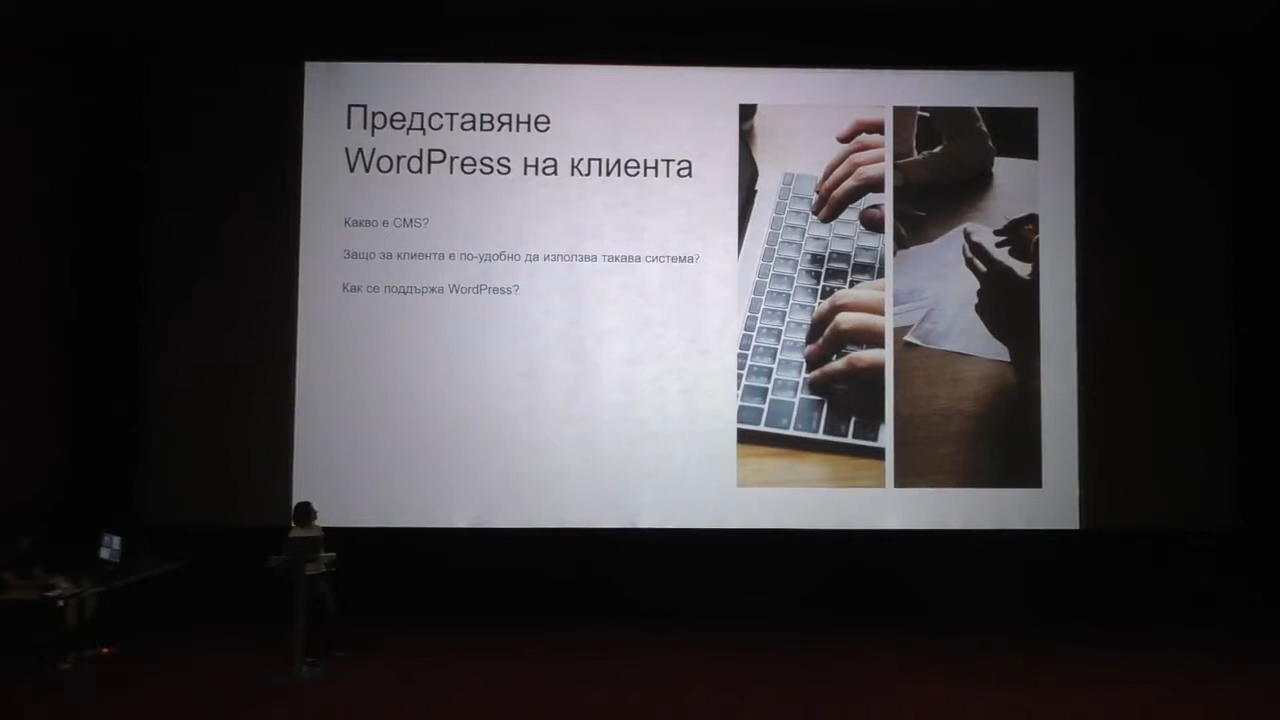 Представяне
WordPress на клиента
Какво е CMS?
Защо за клиента е по-удобно да използва такава система?
Как се поддържа WordPress?